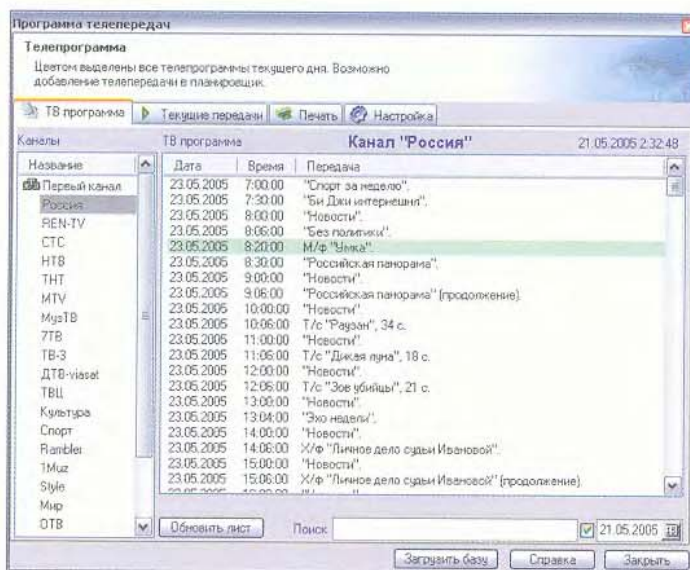 Программа телепередач
Телепрограмма
Цветом выделены все телепрограммы текущего дня. Возможно
добавление телепередачи в планировщик.
ТВ программа Текущие передачи Печать Настройка
Каналы
ТВ программа Канал "Россия" 21.05.2005 2:32:48
Название
Первый канал
Россия
REN-TV
СТС
НТВ
ТНТ
MTV
МузТВ
7ТВ
ТВ-3
ДТВ-viasat
ТВЦ
Культура
Спорт
Rambler
1Muz
Style
Мир
ОТВ
Дата Время Передача
23.05.2005 7:00:00 "Спорт за неделю".
23.05.2005 7:30:00 "Би Джи интернешнл".
23.05.2005 8:00:00 "Новости".
23.05.2005 8:06:00 "Без политики".
23.05.2005 8:20:00 М/ф "Умка".
23.05.2005 8:30:00 "Российская панорама".
23.05.2005 9:00:00 "Новости".
23.05.2005 9:06:00 "Российская панорама" (продолжение).
23.05.2005 10:00:00 "Новости".
23.05.2005 10:06:00 Т/с "Раузан", 34 с.
23.05.2005 11:00:00 "Новости".
23.05.2005 11:06:00 Т/с "Дикая луна", 18 с.
23.05.2005 12:00:00 "Новости".
23.05.2005 12:06:00 Т/с "Зов убийцы", 21 с.
23.05.2005 13:00:00 "Новости".
23.05.2005 13:04:00 "Эхо недели".
23.05.2005 14:00:00 "Новости".
23.05.2005 14:06:00 Х/ф "Личное дело судьи Ивановой".
23.05.2005 15:00:00 "Новости".
23.05.2005 15:06:00 Х/ф "Личное дело судьи Ивановой" (продолжение).
Обновить лист Поиск 21.05.2005
Загрузить базу Справка Закрыть